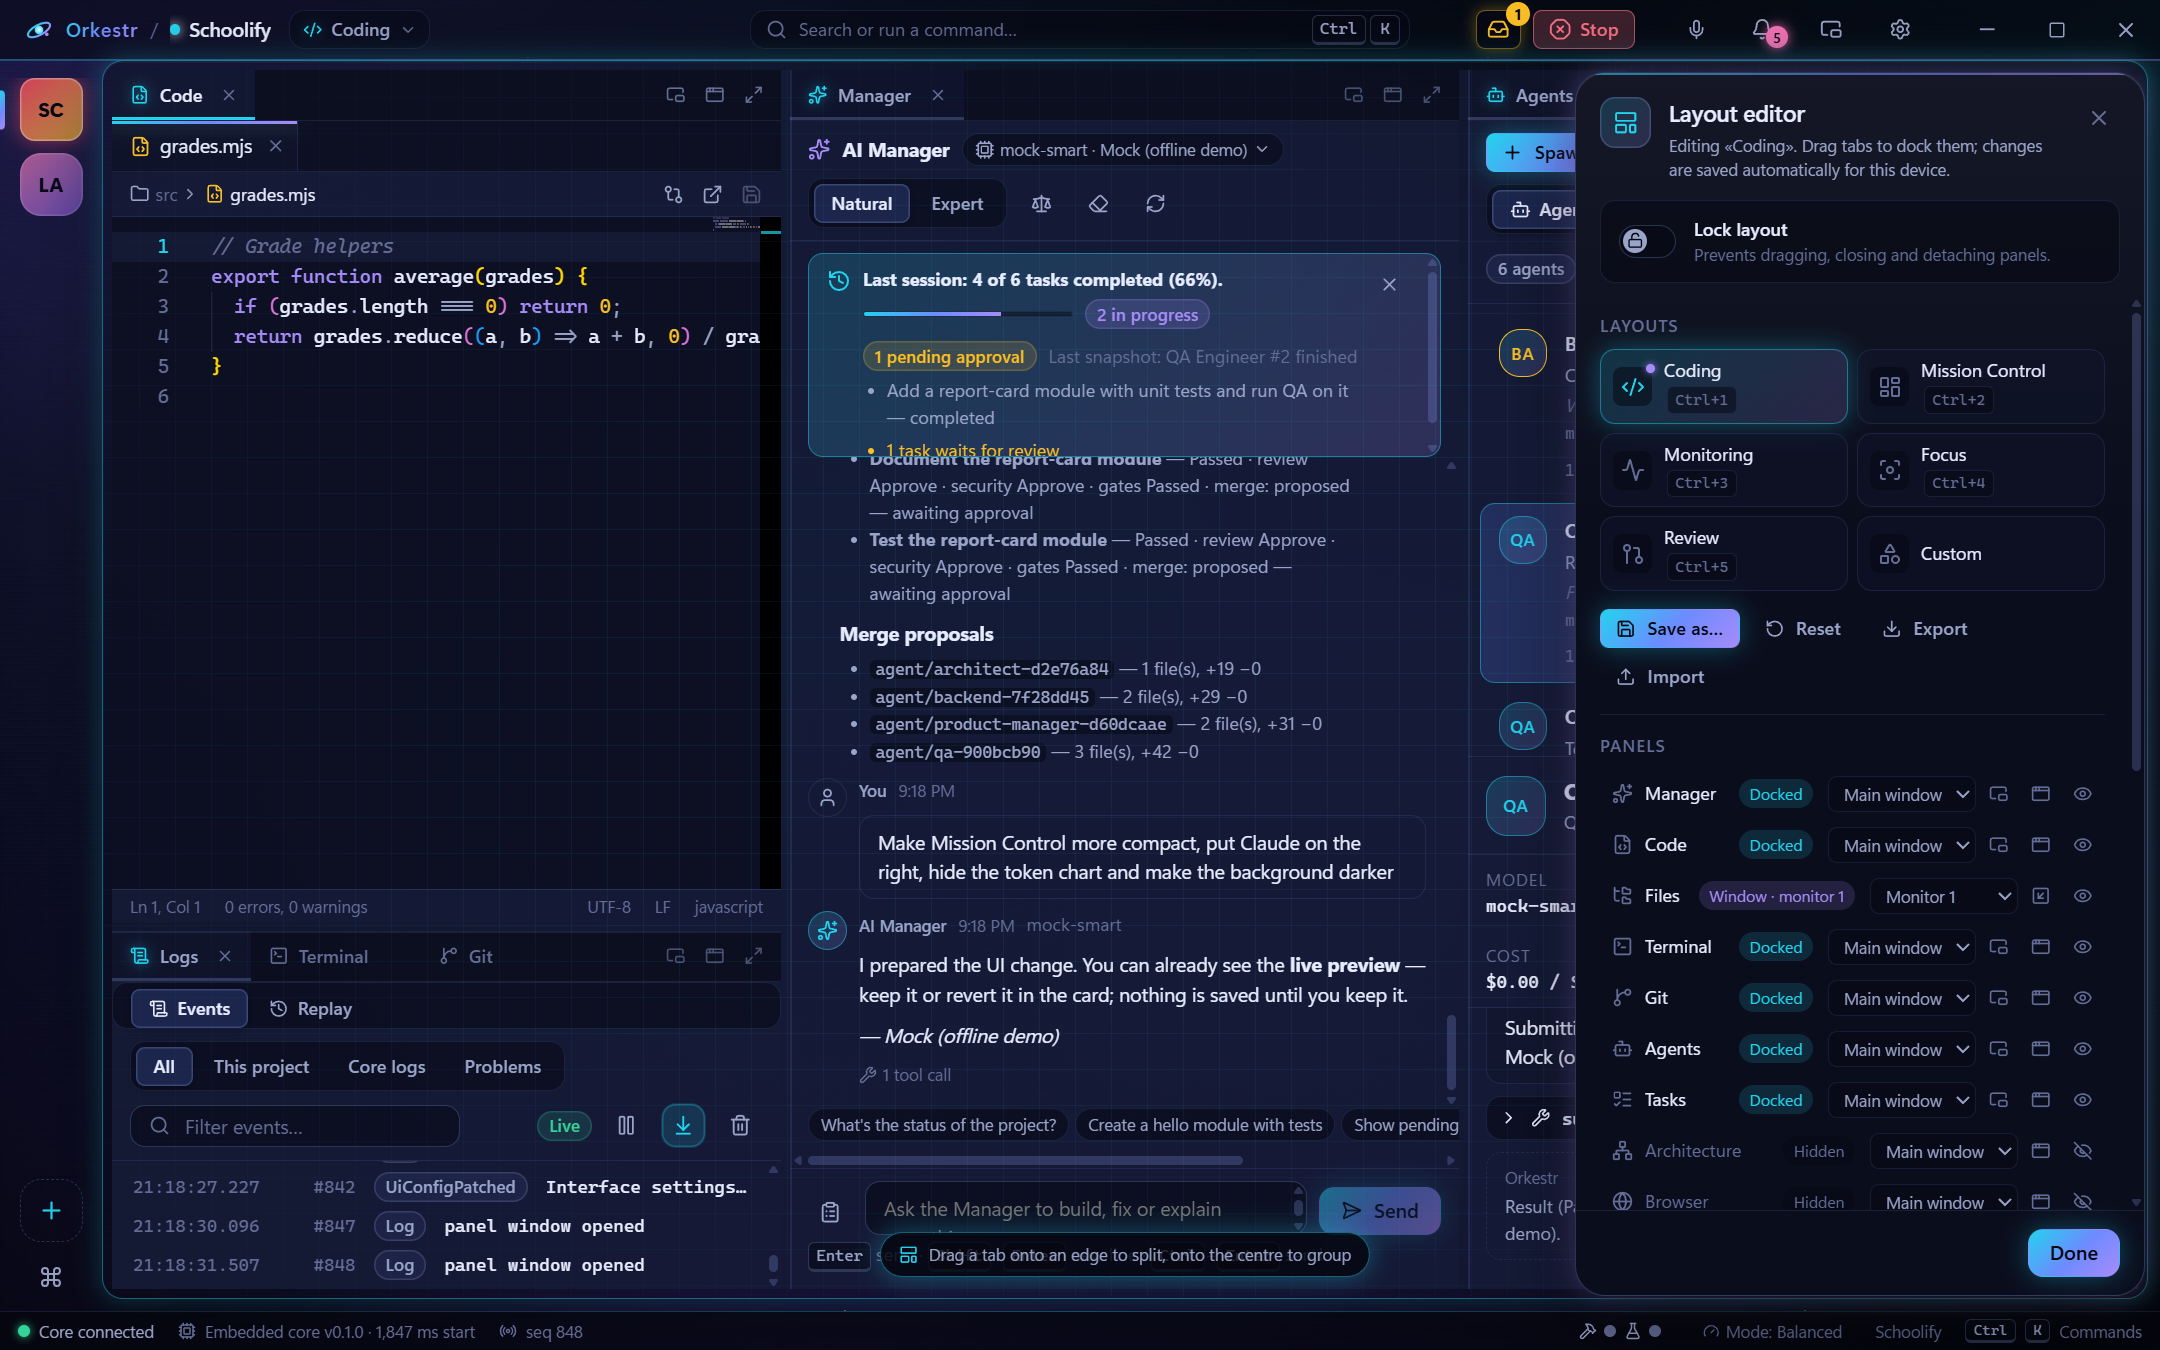 Orkestr / Schoolify
Coding
Search or run a command...
Ctrl K
1
Stop
5
SC
LA
Code
grades.mjs
src > grades.mjs
1 // Grade helpers
2 export function average(grades) {
3 if (grades.length === 0) return 0;
4 return grades.reduce((a, b) => a + b, 0) / gra
5 }
6
Ln 1, Col 1 0 errors, 0 warnings UTF-8 LF javascript
Logs Terminal Git
Events Replay
All This project Core logs Problems
Filter events...
Live
21:18:27.227 #842 UiConfigPatched Interface settings…
21:18:30.096 #847 Log panel window opened
21:18:31.507 #848 Log panel window opened
Manager
AI Manager
mock-smart · Mock (offline demo)
Natural Expert
Last session: 4 of 6 tasks completed (66%).
2 in progress
1 pending approval Last snapshot: QA Engineer #2 finished
• Add a report-card module with unit tests and run QA on it
— completed
• 1 task waits for review
• Document the report-card module — Passed · review
Approve · security Approve · gates Passed · merge: proposed
— awaiting approval
• Test the report-card module — Passed · review Approve ·
security Approve · gates Passed · merge: proposed —
awaiting approval
Merge proposals
• agent/architect-d2e76a84 — 1 file(s), +19 −0
• agent/backend-7f28dd45 — 2 file(s), +29 −0
• agent/product-manager-d60dcaae — 2 file(s), +31 −0
• agent/qa-900bcb90 — 3 file(s), +42 −0
You 9:18 PM
Make Mission Control more compact, put Claude on the
right, hide the token chart and make the background darker
AI Manager 9:18 PM mock-smart
I prepared the UI change. You can already see the live preview —
keep it or revert it in the card; nothing is saved until you keep it.
— Mock (offline demo)
1 tool call
What's the status of the project? Create a hello module with tests Show pending
Ask the Manager to build, fix or explain
Send
Enter
Drag a tab onto an edge to split, onto the centre to group
Agents
Spaw
Agen
6 agents
BA
QA
QA
QA
MODEL
mock-smar
COST
$0.00 /
Submitti
Mock (o
Orkestr
Result (Pa
demo).
Layout editor
Editing «Coding». Drag tabs to dock them; changes
are saved automatically for this device.
Lock layout
Prevents dragging, closing and detaching panels.
LAYOUTS
Coding Ctrl+1
Mission Control Ctrl+2
Monitoring Ctrl+3
Focus Ctrl+4
Review Ctrl+5
Custom
Save as... Reset Export
Import
PANELS
Manager Docked Main window
Code Docked Main window
Files Window · monitor 1 Monitor 1
Terminal Docked Main window
Git Docked Main window
Agents Docked Main window
Tasks Docked Main window
Architecture Hidden Main window
Browser Hidden Main window
Done
Core connected Embedded core v0.1.0 · 1,847 ms start seq 848
Mode: Balanced Schoolify Ctrl K Commands